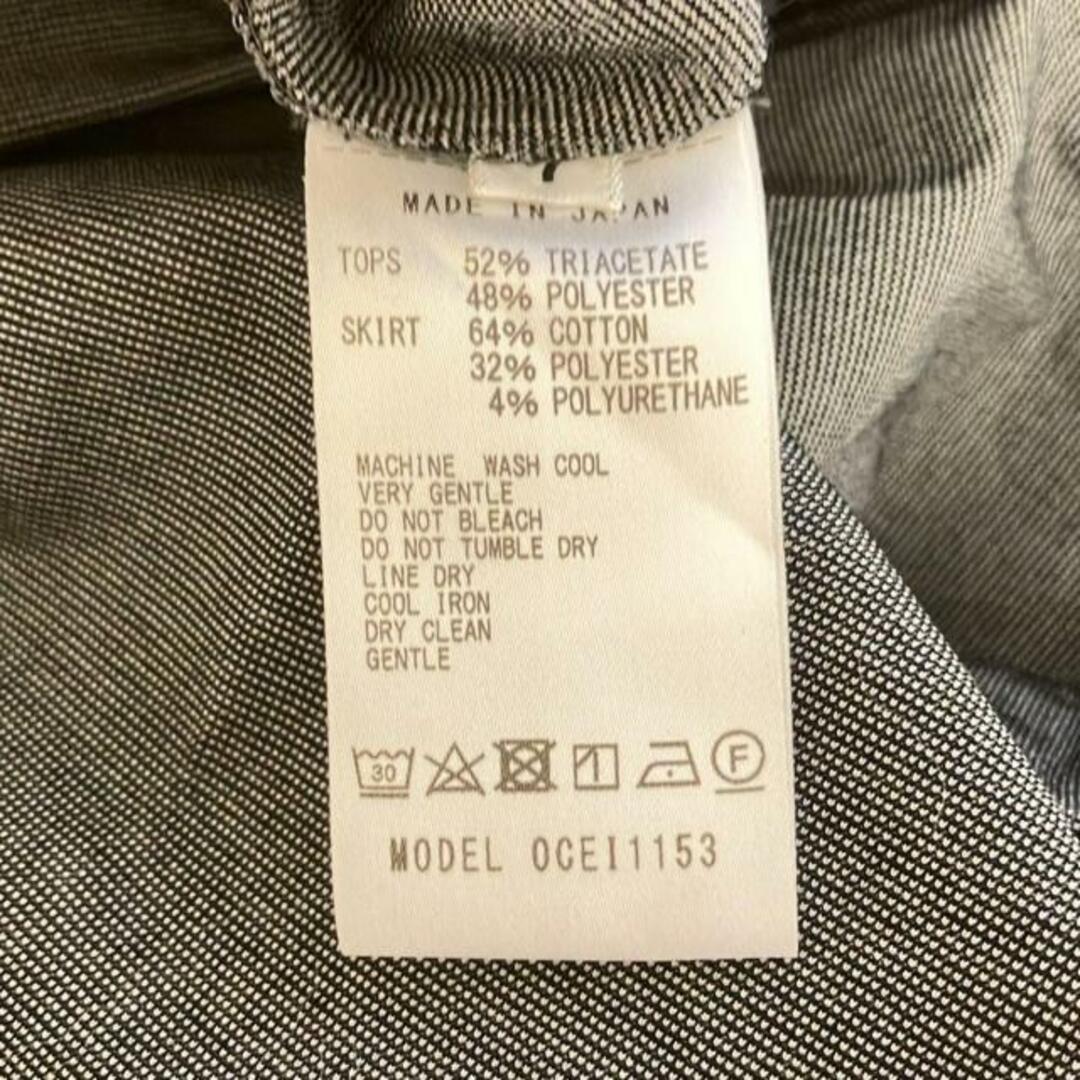 MADE IN JAPAN
TOPS 52% TRIACETATE
48% POLYESTER
SKIRT 64% COTTON
32% POLYESTER
4% POLYURETHANE
MACHINE WASH COOL
VERY GENTLE
DO NOT BLEACH
DO NOT TUMBLE DRY
LINE DRY
COOL IRON
DRY CLEAN
GENTLE
30 F
MODEL OCEI1153